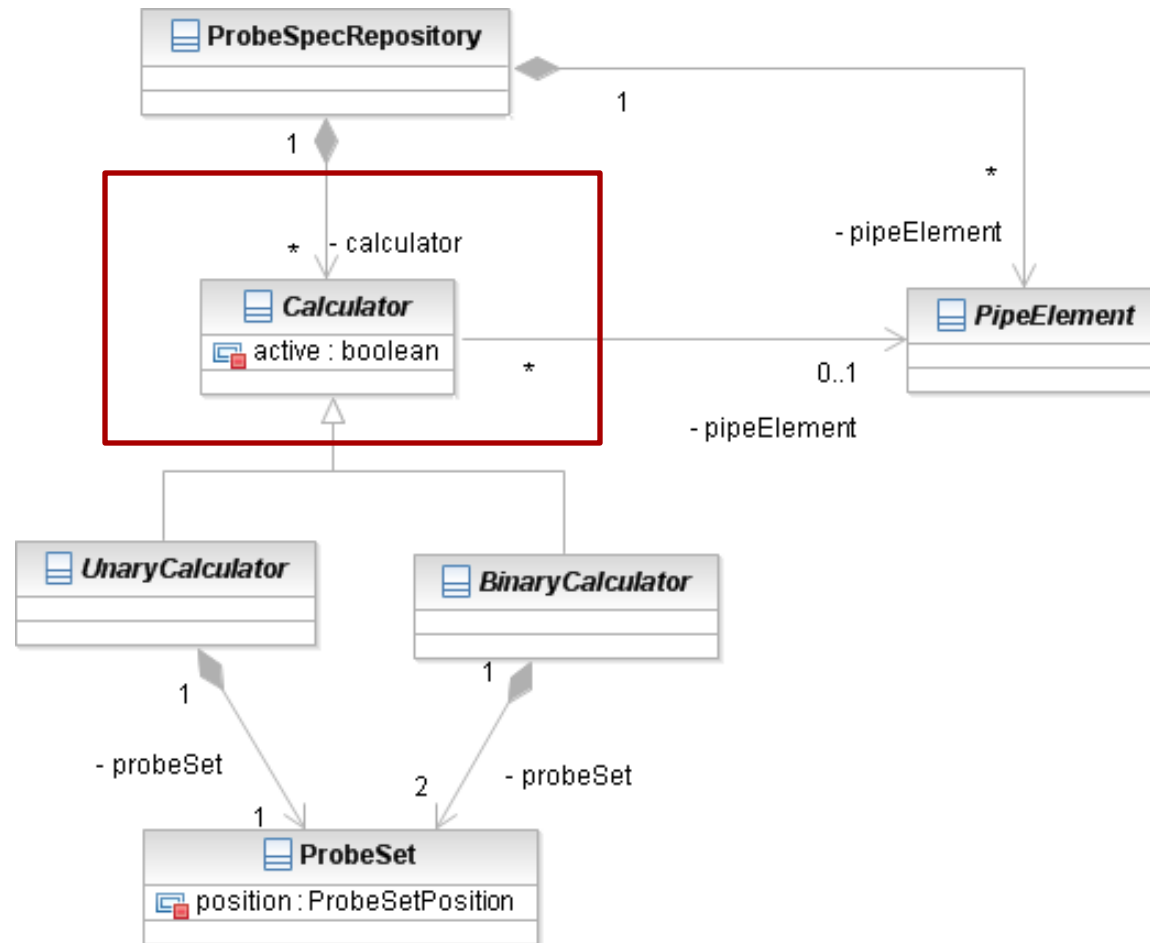 ProbeSpecRepository
1
1
*
- pipeElement
* - calculator
Calculator
active : boolean
*
0..1
- pipeElement
PipeElement
UnaryCalculator
BinaryCalculator
1
1
- probeSet
- probeSet
1
2
ProbeSet
position : ProbeSetPosition